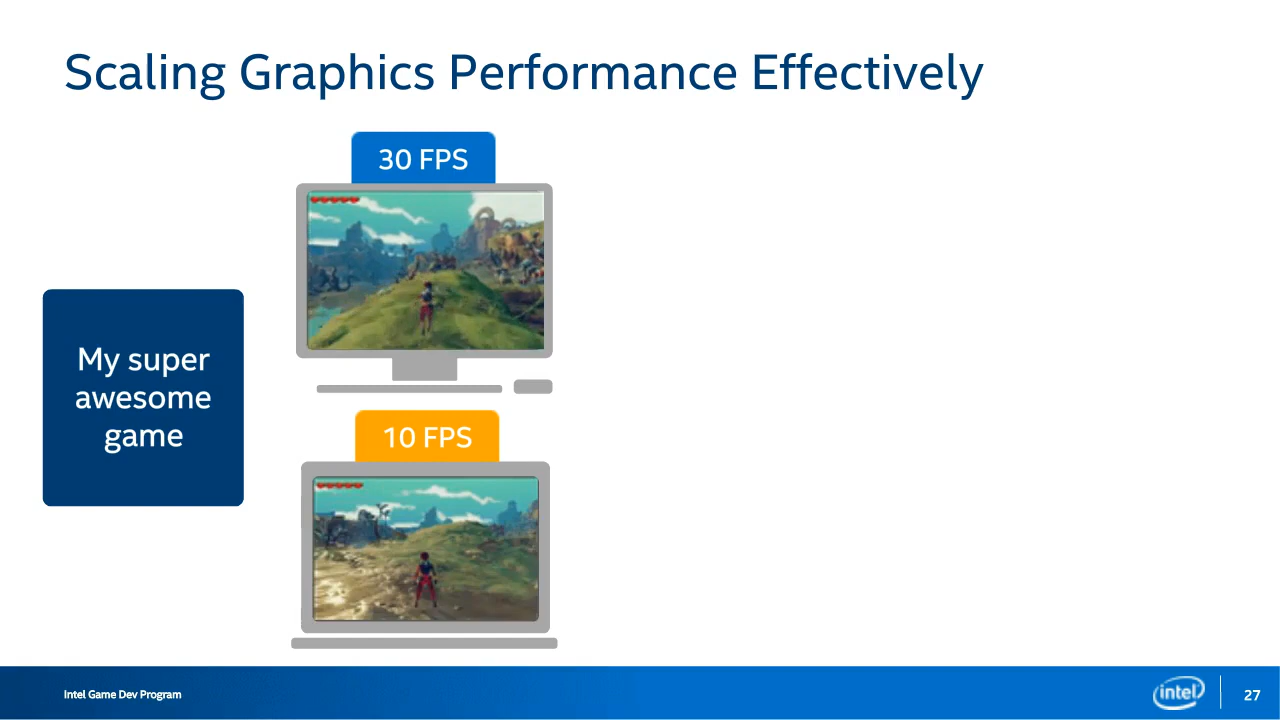 Scaling Graphics Performance Effectively
30 FPS
My super
awesome
game
10 FPS
Intel Game Dev Program
intel
27